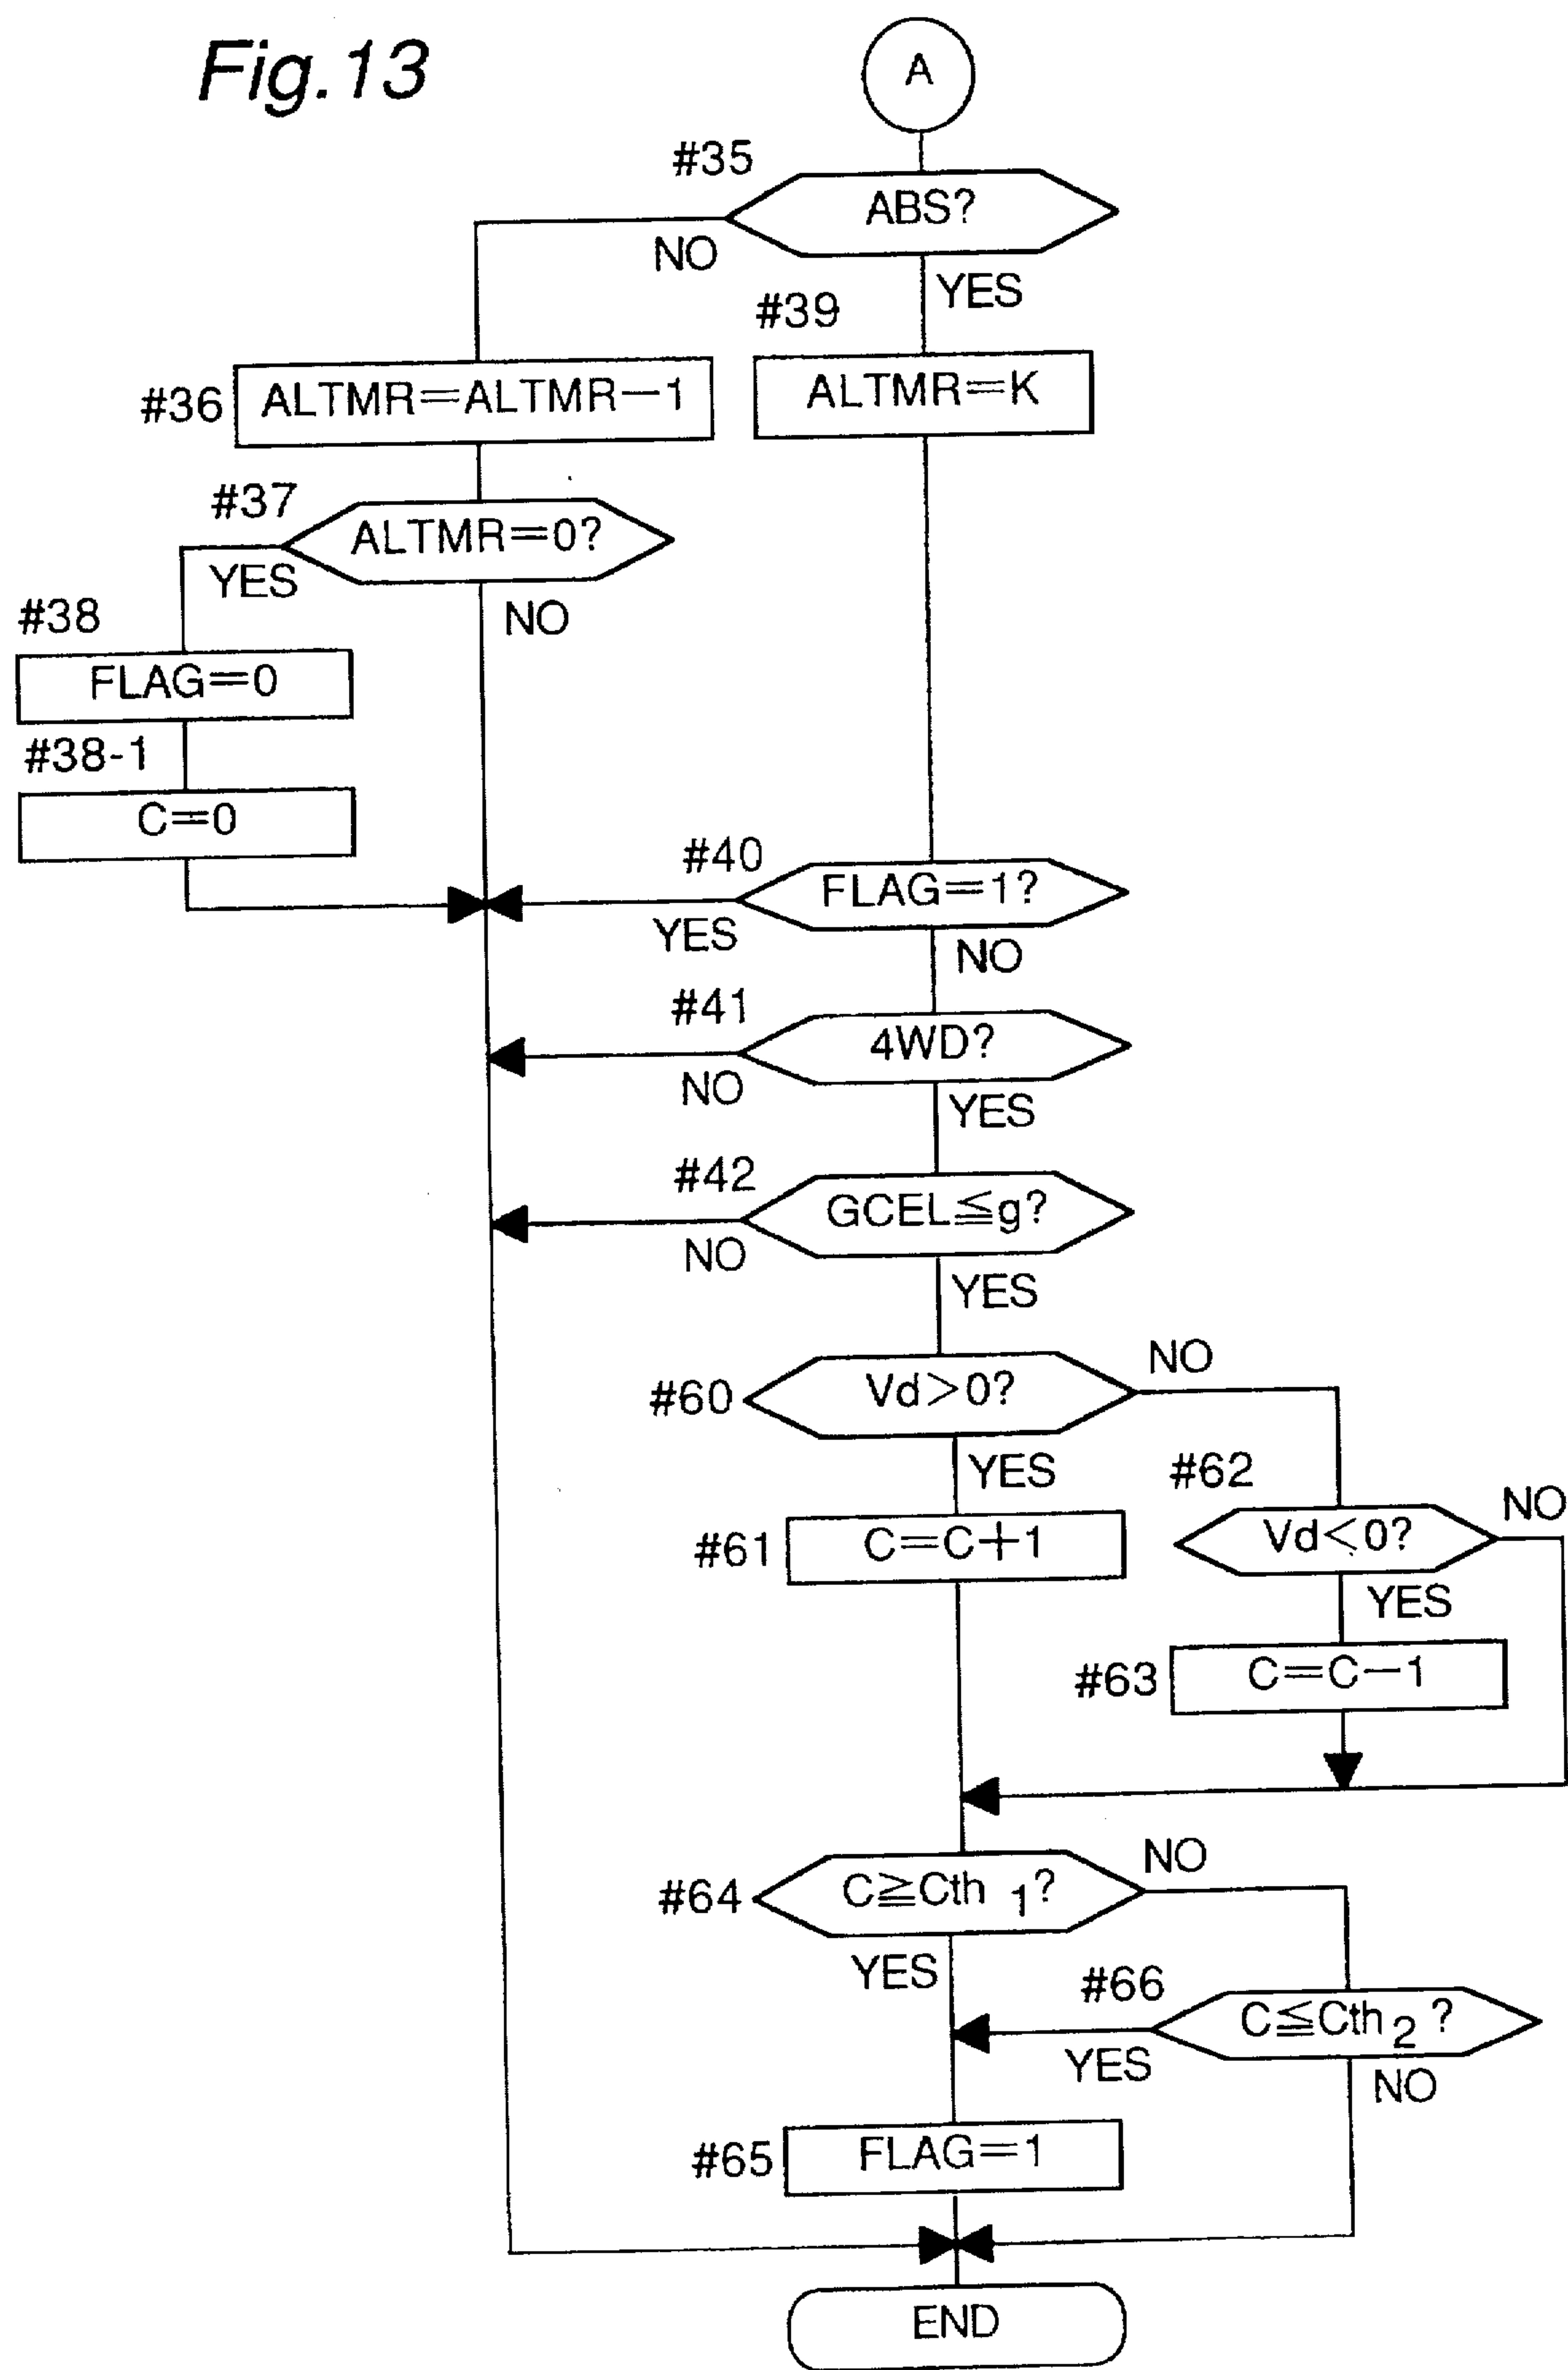 Fig.13
A
#35
ABS?
NO
YES
#39
#36
ALTMR=ALTMR-1
ALTMR=K
#37
ALTMR=0?
YES
NO
#38
FLAG=0
#38-1
C=0
#40
FLAG=1?
YES
NO
#41
4WD?
NO
YES
#42
GCEL≦g?
NO
YES
#60
Vd>0?
NO
YES
#62
Vd<0?
NO
#61
C=C+1
YES
#63
C=C-1
#64
C≧Cth 1?
NO
YES
#66
C≦Cth2 ?
YES
NO
#65
FLAG=1
END